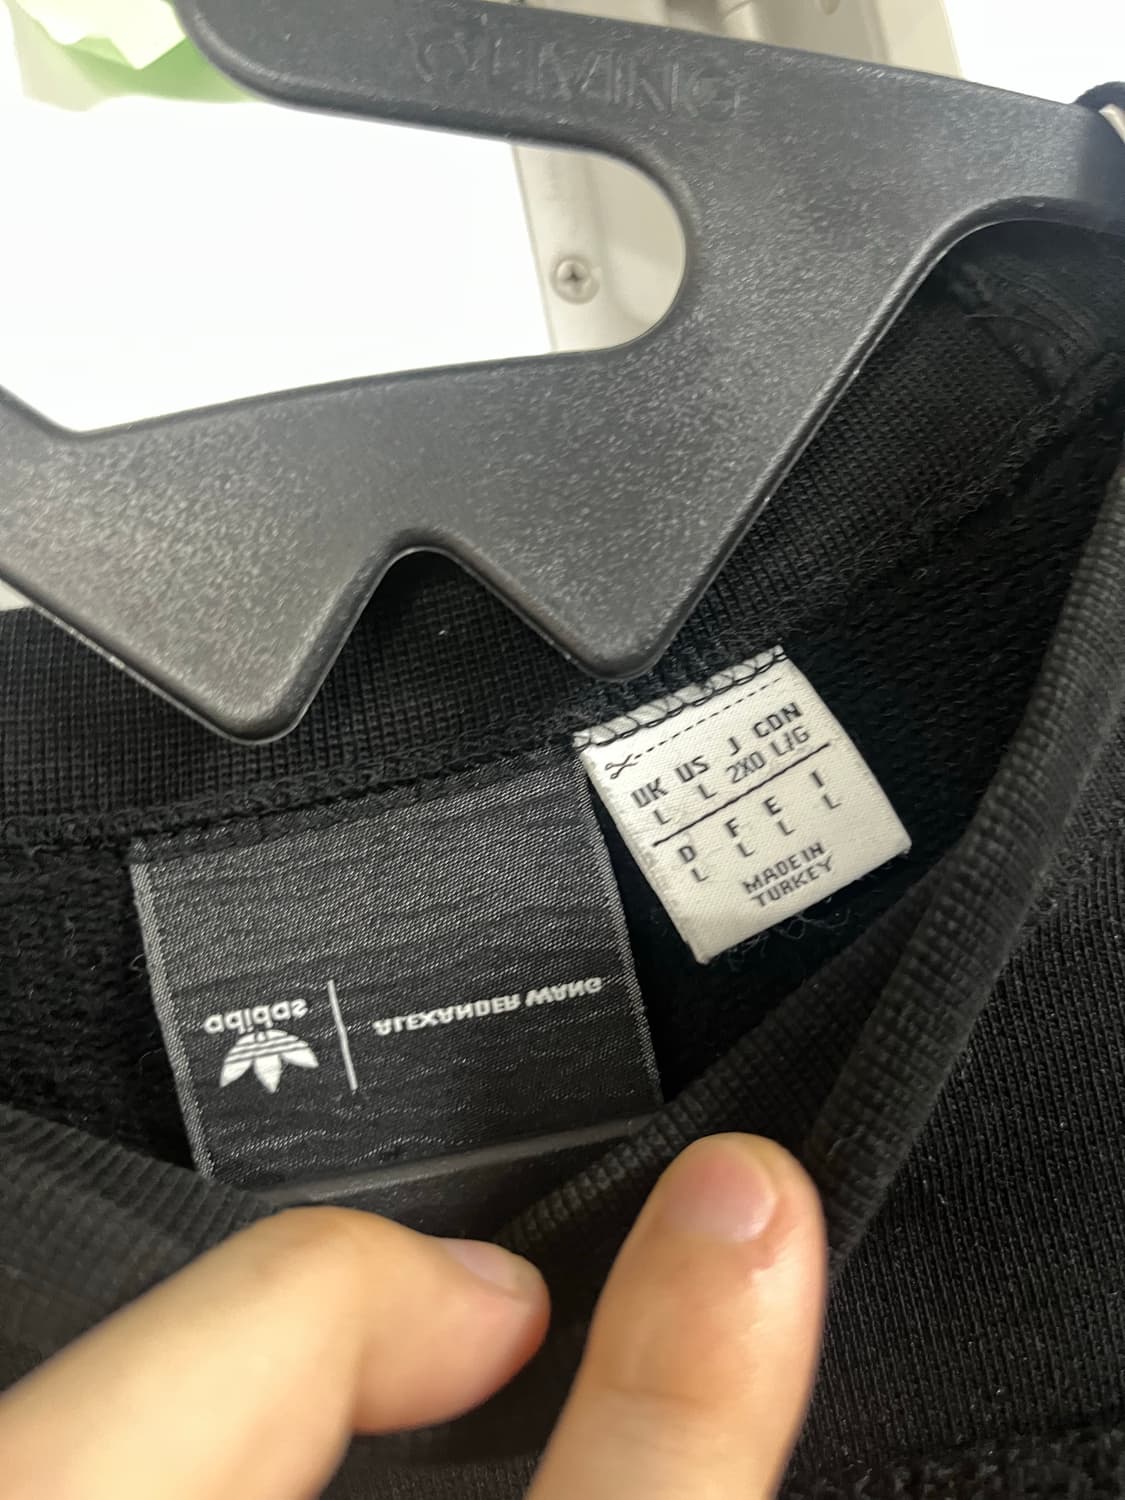 UK US J CDN
L L 2XO L/G
D F E I
L L L L
MADE IN
TURKEY
adidas
ALEXANDER WANG